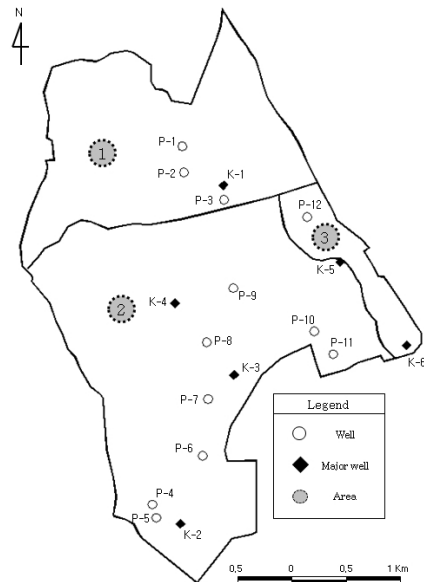 N
P-1
1
P-2
K-1
P-3
P-12
3
K-5
P-9
K-4
2
P-10
P-8
P-11
K-6
K-3
P-7
Legend
Well
Major well
Area
P-6
P-4
P-5
K-2
0,5 0 0,5 1 Km